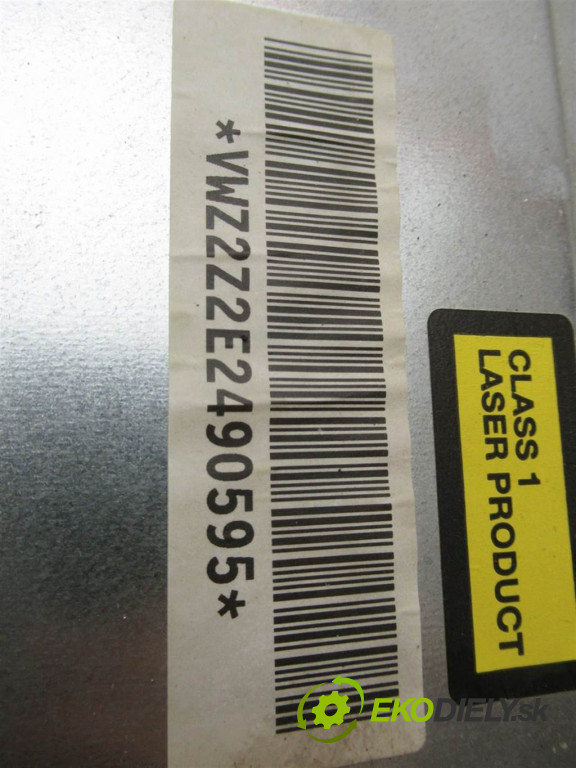 *VWZ2Z2E2490595*
CLASS 1
LASER PRODUCT
EKODIELY.sk